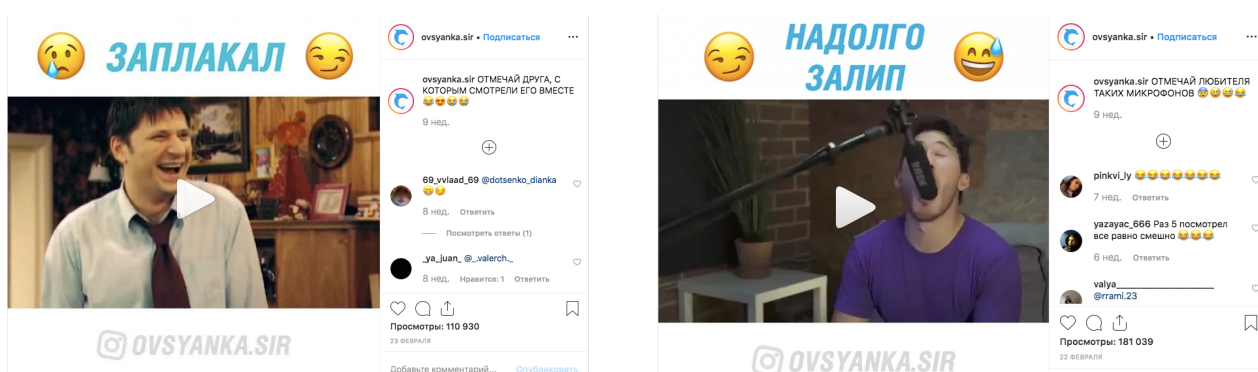 ЗАПЛАКАЛ
ovsyanka.sir • Подписаться
ovsyanka.sir ОТМЕЧАЙ ДРУГА, С
КОТОРЫМ СМОТРЕЛИ ЕГО ВМЕСТЕ
😂😍😂😂
9 нед.
69_vvlaad_69 @dotsenko_dianka
😁😏
8 нед. Ответить
Посмотреть ответы (1)
_ya_juan_ @_.valerch._
8 нед. Нравится: 1 Ответить
Просмотры: 110 930
23 ФЕВРАЛЯ
Добавьте комментарий... Опубликовать
OVSYANKA.SIR
НАДОЛГО
ЗАЛИП
RODE
ovsyanka.sir • Подписаться
ovsyanka.sir ОТМЕЧАЙ ЛЮБИТЕЛЯ
ТАКИХ МИКРОФОНОВ 😨😅😅😂
9 нед.
pinkvi_ly 😂😂😂😂😂😂😂
7 нед. Ответить
yazayac_666 Раз 5 посмотрел
все равно смешно 😂😂😂
6 нед. Ответить
valya____________________
@rrami.23
Просмотры: 181 039
22 ФЕВРАЛЯ
OVSYANKA.SIR